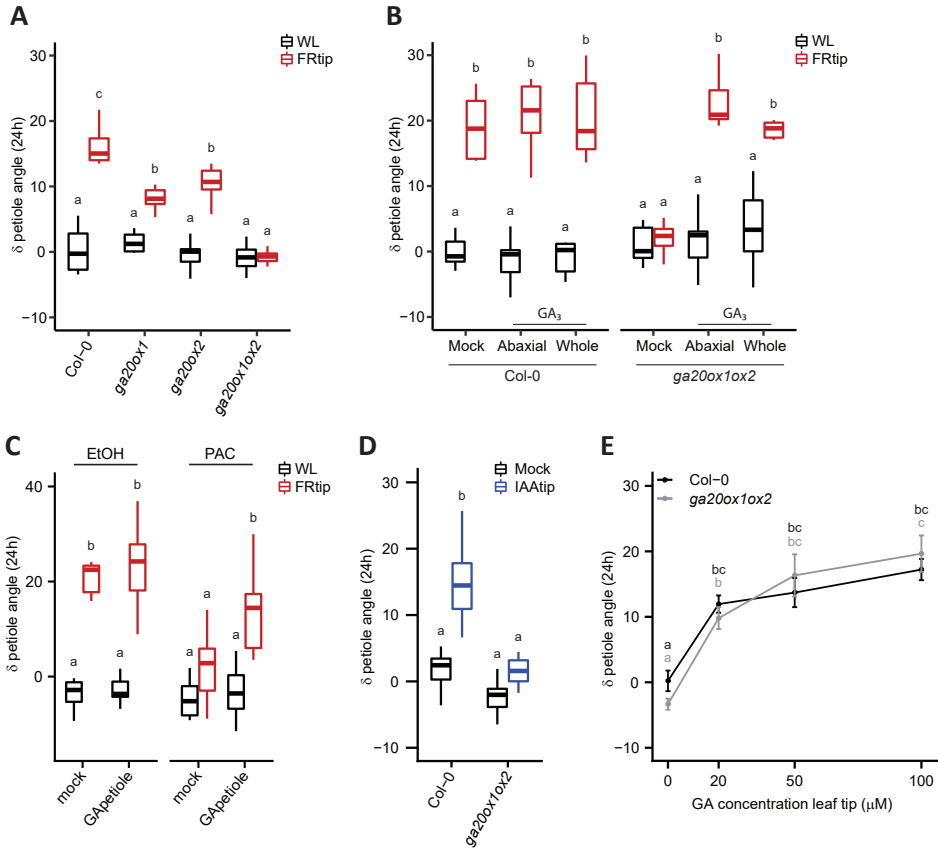 A
WL
FRtip
δ petiole angle (24h)
30
20
10
0
−10
a
c
a
b
a
b
a
a
Col−0
ga20ox1
ga20ox2
ga20ox1ox2
B
WL
FRtip
δ petiole angle (24h)
30
20
10
0
−10
a
b
a
b
a
b
a
a
a
b
a
b
GA₃
GA₃
Mock
Abaxial
Whole
Mock
Abaxial
Whole
Col-0
ga20ox1ox2
C
EtOH
PAC
WL
FRtip
δ petiole angle (24h)
40
20
0
a
b
a
b
a
a
a
b
mock
GApetiole
mock
GApetiole
D
Mock
IAAtip
δ petiole angle (24h)
30
20
10
0
−10
a
b
a
a
Col−0
ga20ox1ox2
E
Col−0
ga20ox1ox2
δ petiole angle (24h)
30
20
10
0
−10
a
a
bc
b
bc
bc
bc
c
0
20
50
100
GA concentration leaf tip (μM)